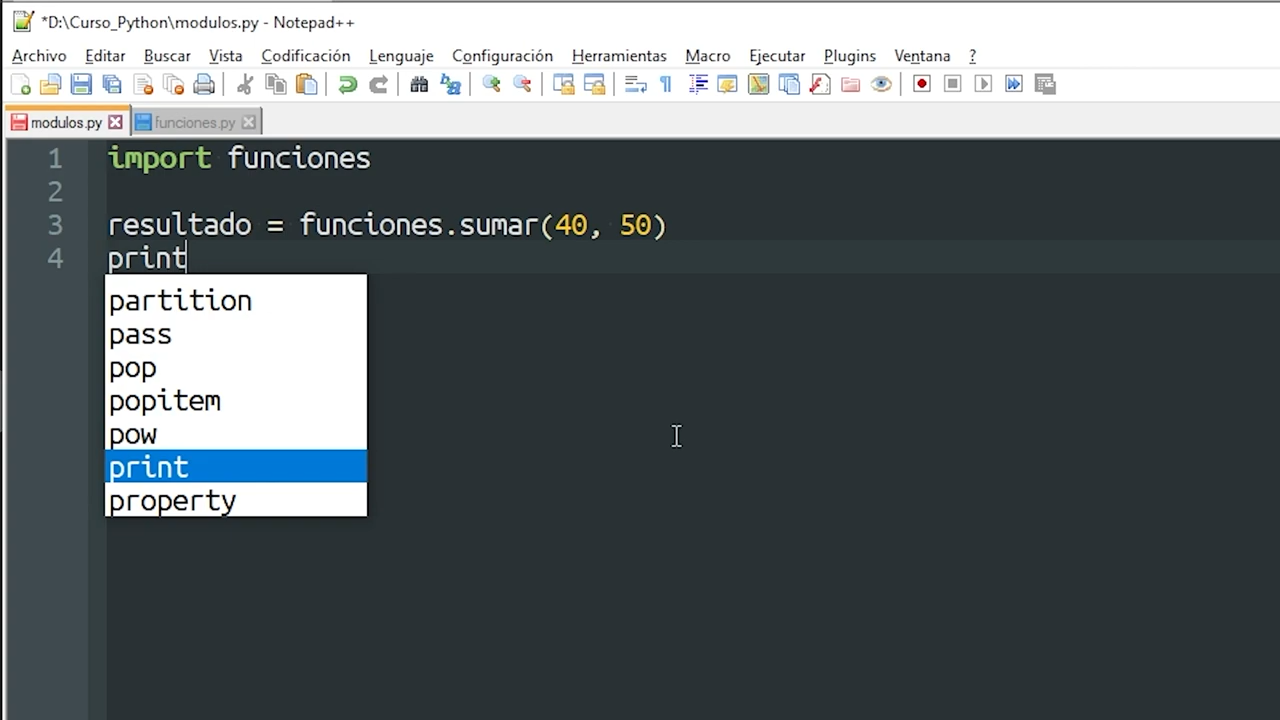 *D:\Curso_Python\modulos.py - Notepad++
Archivo Editar Buscar Vista Codificación Lenguaje Configuración Herramientas Macro Ejecutar Plugins Ventana ?
modulos.py funciones.py
1 import funciones
2
3 resultado = funciones.sumar(40, 50)
4 print
partition
pass
pop
popitem
pow
print
property